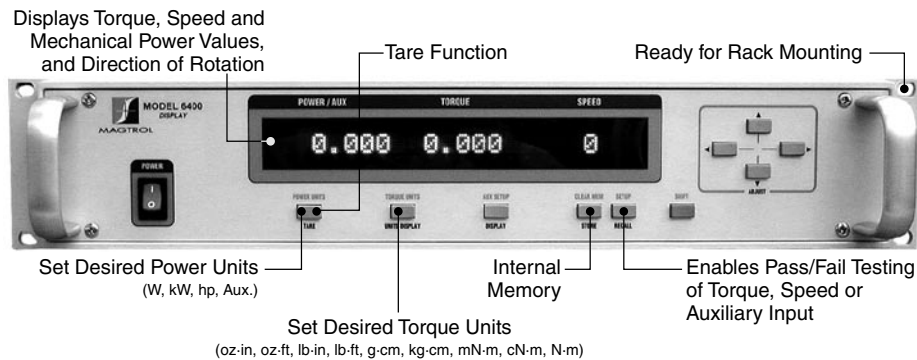 Displays Torque, Speed and
Mechanical Power Values,
and Direction of Rotation
Tare Function
Ready for Rack Mounting
POWER / AUX
TORQUE
SPEED
MODEL 6400
DISPLAY
MAGTROL
0.000
0.000
0
POWER
I
O
ADJUST
POWER UNITS
TORQUE UNITS
AUX SETUP
CLEAR MEM
SETUP
SHIFT
TARE
UNITS DISPLAY
DISPLAY
STORE
RECALL
Set Desired Power Units
(W, kW, hp, Aux.)
Internal
Memory
Enables Pass/Fail Testing
of Torque, Speed or
Auxiliary Input
Set Desired Torque Units
(oz·in, oz·ft, lb·in, lb·ft, g·cm, kg·cm, mN·m, cN·m, N·m)